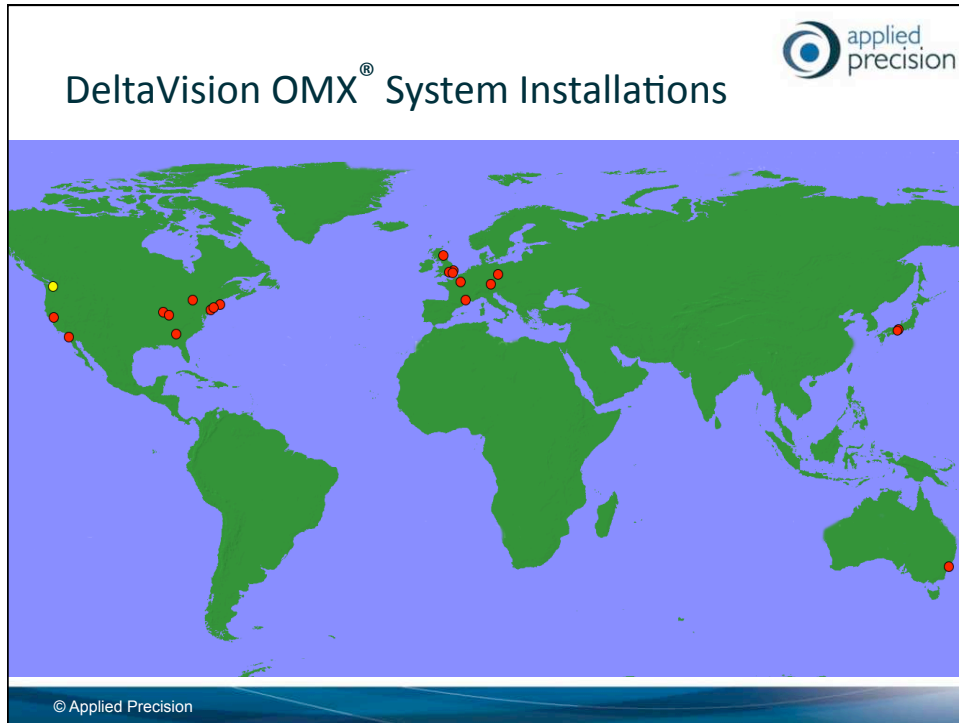 applied
precision
DeltaVision OMX® System Installations
© Applied Precision